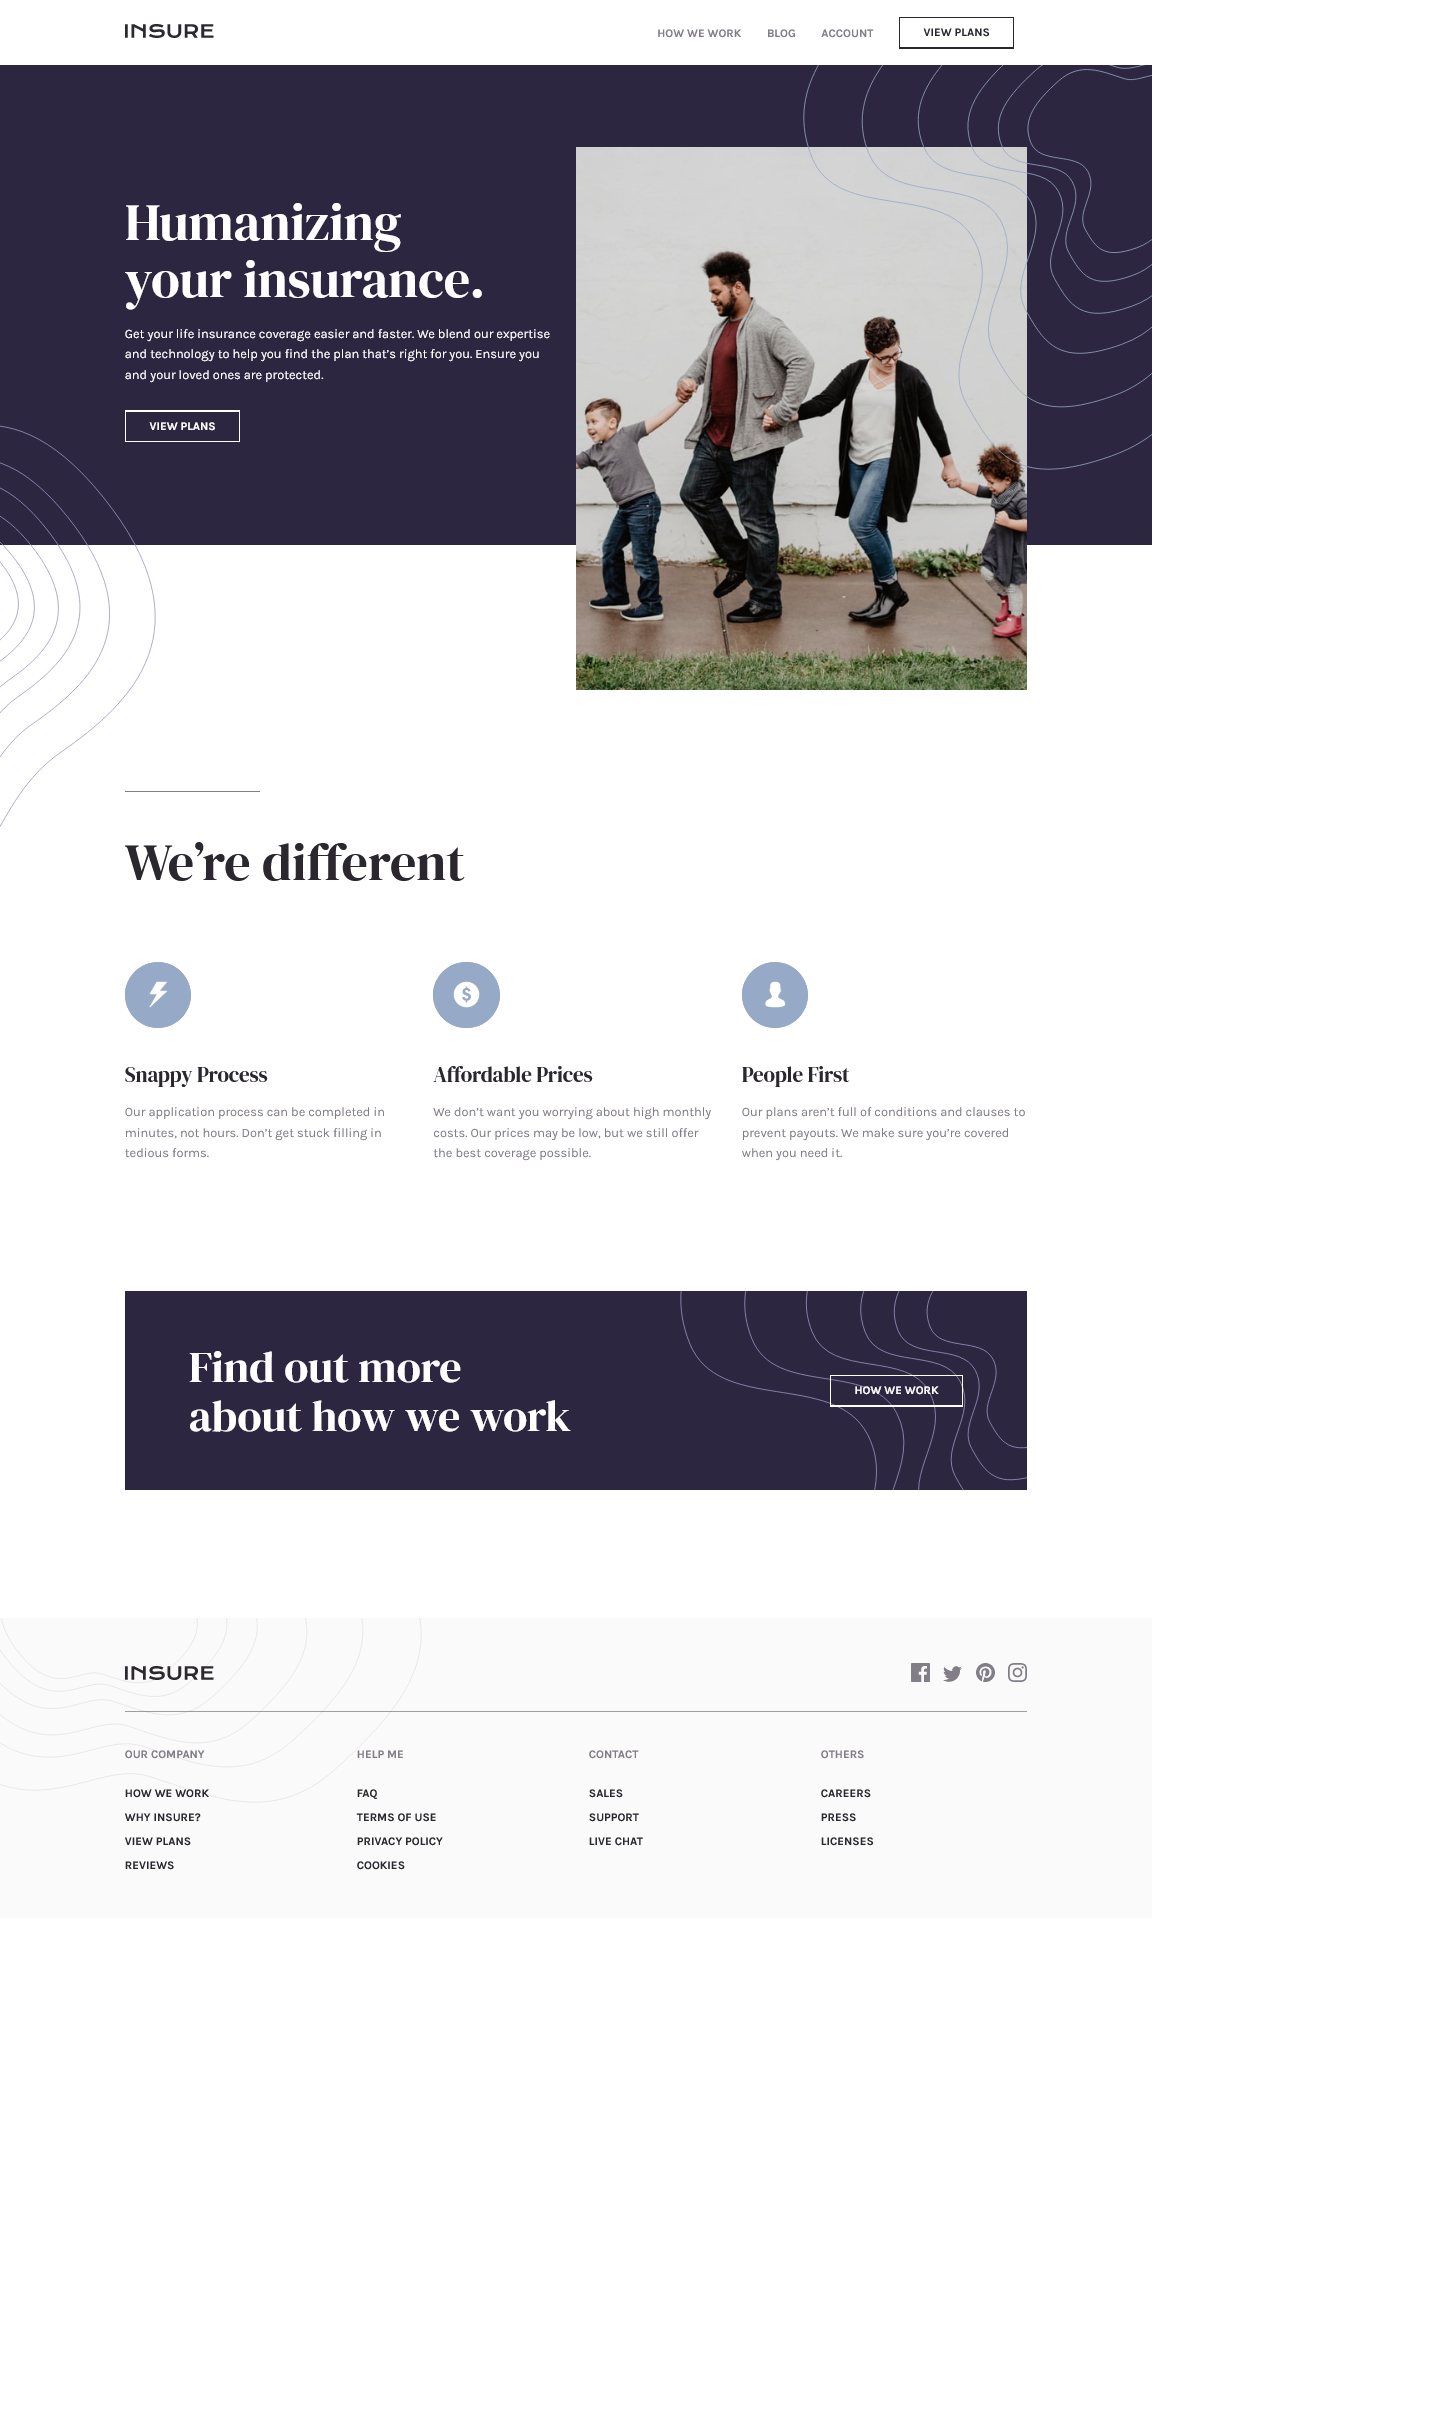 INSURE
HOW WE WORK
BLOG
ACCOUNT
VIEW PLANS
Humanizing
your insurance.
Get your life insurance coverage easier and faster. We blend our expertise
and technology to help you find the plan that’s right for you. Ensure you
and your loved ones are protected.
VIEW PLANS
We’re different
Snappy Process
Our application process can be completed in
minutes, not hours. Don’t get stuck filling in
tedious forms.
Affordable Prices
We don’t want you worrying about high monthly
costs. Our prices may be low, but we still offer
the best coverage possible.
People First
Our plans aren’t full of conditions and clauses to
prevent payouts. We make sure you’re covered
when you need it.
Find out more
about how we work
HOW WE WORK
INSURE
OUR COMPANY
HOW WE WORK
WHY INSURE?
VIEW PLANS
REVIEWS
HELP ME
FAQ
TERMS OF USE
PRIVACY POLICY
COOKIES
CONTACT
SALES
SUPPORT
LIVE CHAT
OTHERS
CAREERS
PRESS
LICENSES